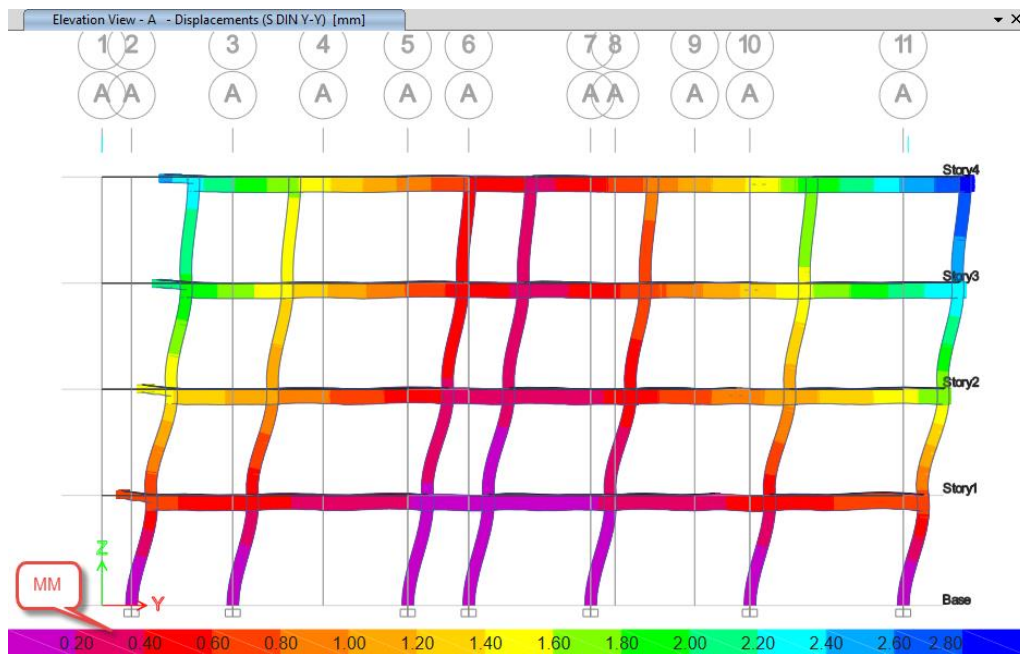 Elevation View - A - Displacements (S DIN Y-Y) [mm]
1 2 3 4 5 6 7 8 9 10 11
A A A A A A A A A A A
Story4
Story3
Story2
Story1
Z
MM
Y
Base
0.20 0.40 0.60 0.80 1.00 1.20 1.40 1.60 1.80 2.00 2.20 2.40 2.60 2.80